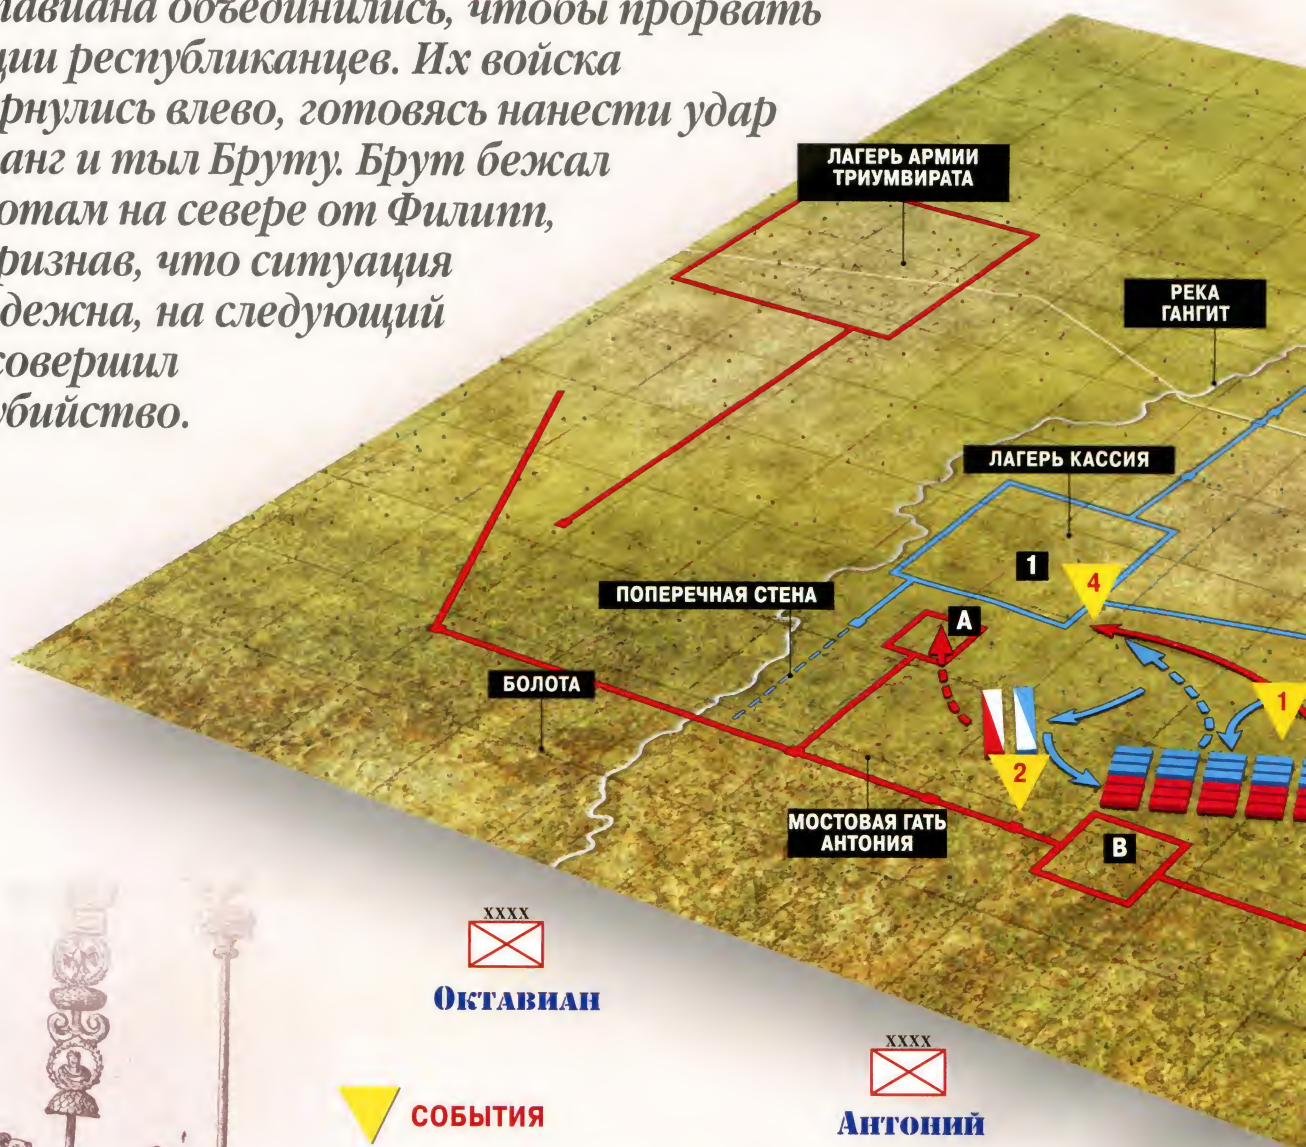 тавиана объединились, чтобы прорвать
ции республиканцев. Их войска
рнулись влево, готовясь нанести удар
анг и тыл Бруту. Брут бежал
отам на севере от Филипп,
ризнав, что ситуация
дежна, на следующий
совершил
убийство.
ЛАГЕРЬ АРМИИ
ТРИУМВИРАТА
РЕКА
ГАНГИТ
ЛАГЕРЬ КАССИЯ
1
4
ПОПЕРЕЧНАЯ СТЕНА
A
БОЛОТА
1
2
МОСТОВАЯ ГАТЬ
АНТОНИЯ
B
XXXX
ОКТАВИАН
XXXX
АНТОНИЙ
СОБЫТИЯ